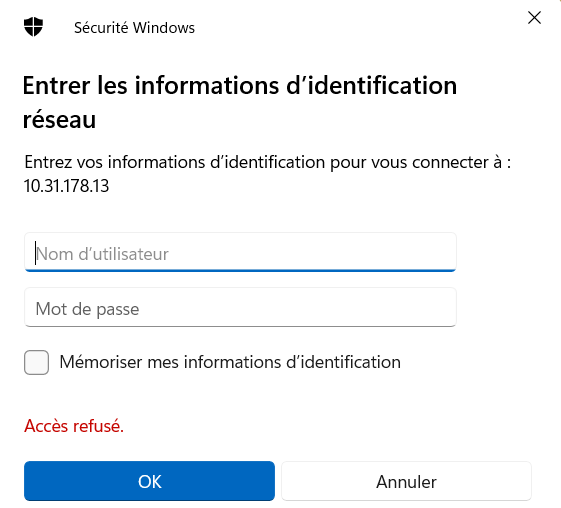 Sécurité Windows
Entrer les informations d’identification
réseau
Entrez vos informations d’identification pour vous connecter à :
10.31.178.13
Nom d’utilisateur
Mot de passe
Mémoriser mes informations d’identification
Accès refusé.
OK
Annuler